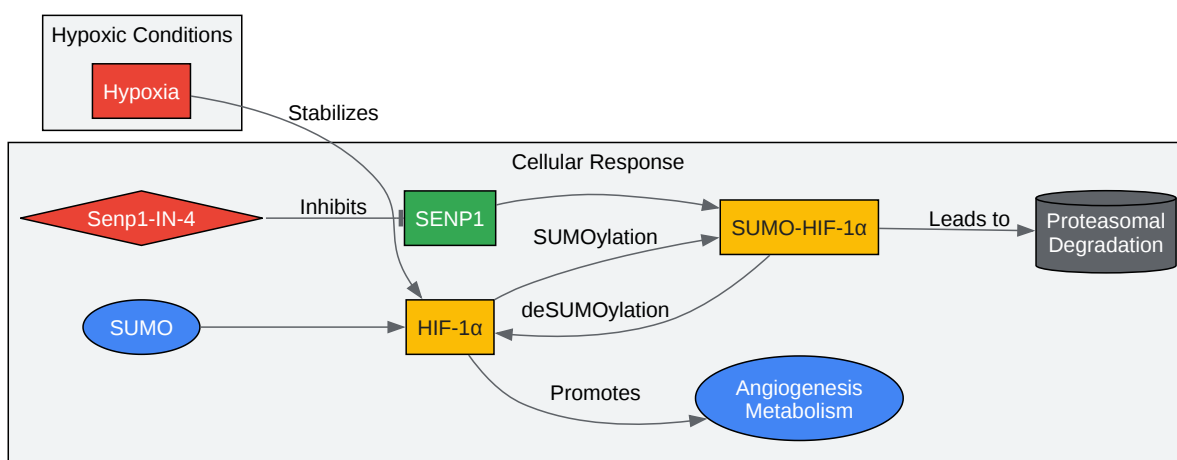 Hypoxic Conditions
Hypoxia
Stabilizes
Cellular Response
Senp1-IN-4
Inhibits
SENP1
SUMOylation
SUMO-HIF-1α
Leads to
Proteasomal
Degradation
SUMO
HIF-1α
deSUMOylation
Promotes
Angiogenesis
Metabolism